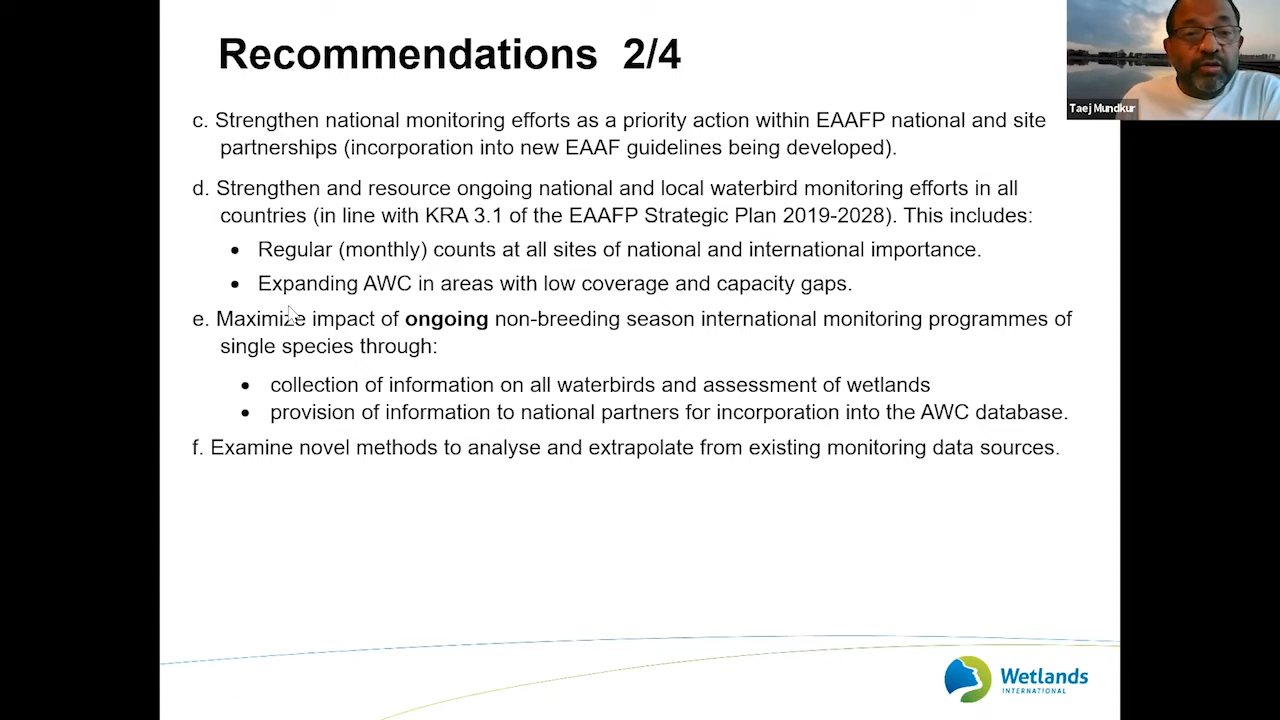 Recommendations 2/4
Taej Mundkur
c. Strengthen national monitoring efforts as a priority action within EAAFP national and site
partnerships (incorporation into new EAAF guidelines being developed).
d. Strengthen and resource ongoing national and local waterbird monitoring efforts in all
countries (in line with KRA 3.1 of the EAAFP Strategic Plan 2019-2028). This includes:
• Regular (monthly) counts at all sites of national and international importance.
• Expanding AWC in areas with low coverage and capacity gaps.
e. Maximize impact of ongoing non-breeding season international monitoring programmes of
single species through:
• collection of information on all waterbirds and assessment of wetlands
• provision of information to national partners for incorporation into the AWC database.
f. Examine novel methods to analyse and extrapolate from existing monitoring data sources.
Wetlands
INTERNATIONAL